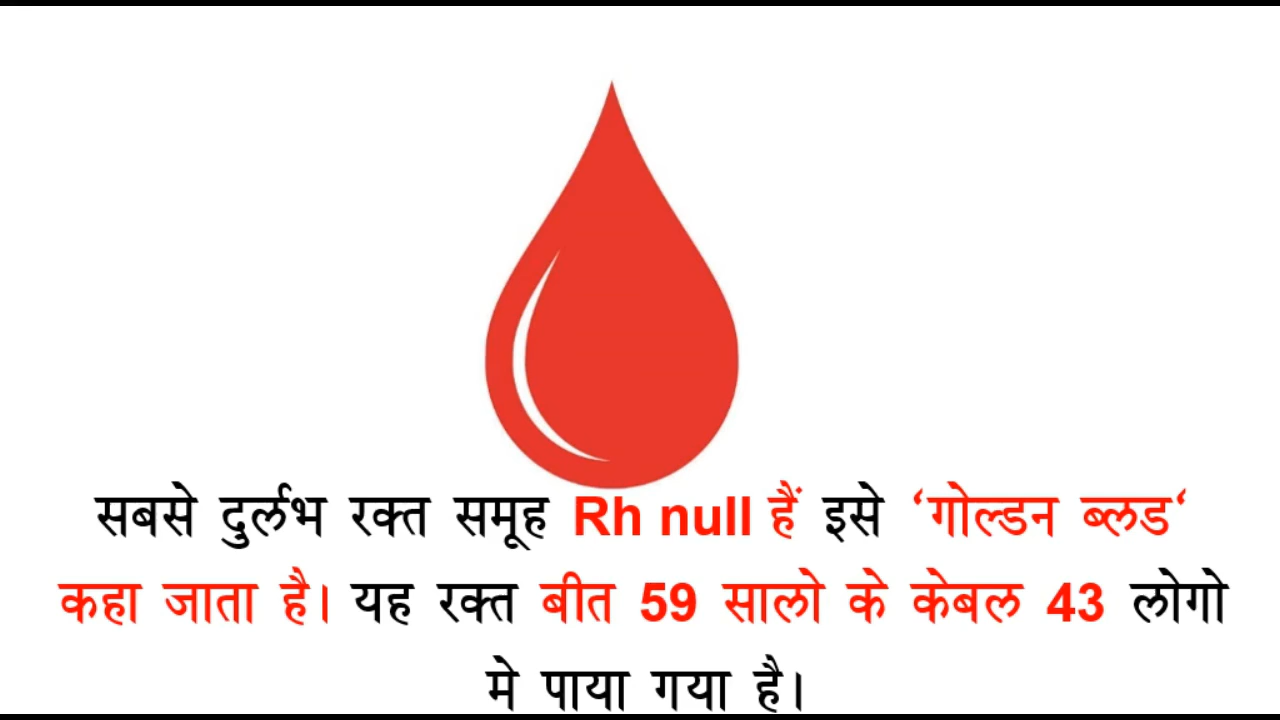 सबसे दुर्लभ रक्त समूह Rh null हैं इसे ‘गोल्डन ब्लड‘
कहा जाता है। यह रक्त बीत 59 सालो के केबल 43 लोगो
मे पाया गया है।